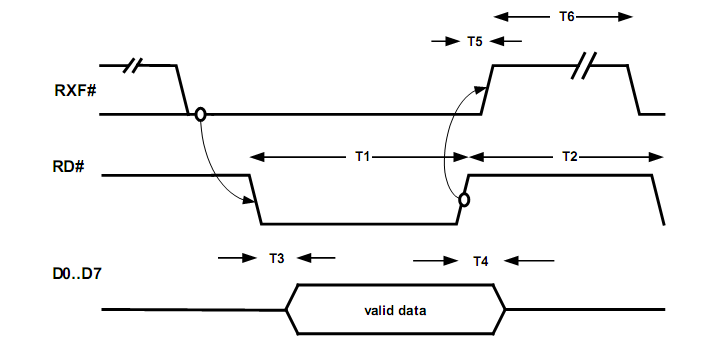 T6
T5
RXF#
T1 T2
RD#
T3 T4
D0..D7
valid data